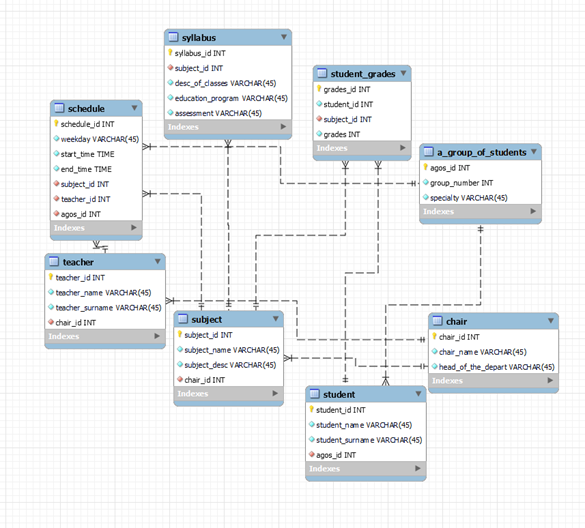 syllabus
syllabus_id INT
subject_id INT
desc_of_classes VARCHAR(45)
education_program VARCHAR(45)
assessment VARCHAR(45)
Indexes
student_grades
grades_id INT
student_id INT
subject_id INT
grades INT
Indexes
schedule
schedule_id INT
weekday VARCHAR(45)
start_time TIME
end_time TIME
subject_id INT
teacher_id INT
agos_id INT
Indexes
a_group_of_students
agos_id INT
group_number INT
specialty VARCHAR(45)
Indexes
teacher
teacher_id INT
teacher_name VARCHAR(45)
teacher_surname VARCHAR(45)
chair_id INT
Indexes
subject
subject_id INT
subject_name VARCHAR(45)
subject_desc VARCHAR(45)
chair_id INT
Indexes
chair
chair_id INT
chair_name VARCHAR(45)
head_of_the_depart VARCHAR(45)
Indexes
student
student_id INT
student_name VARCHAR(45)
student_surname VARCHAR(45)
agos_id INT
Indexes